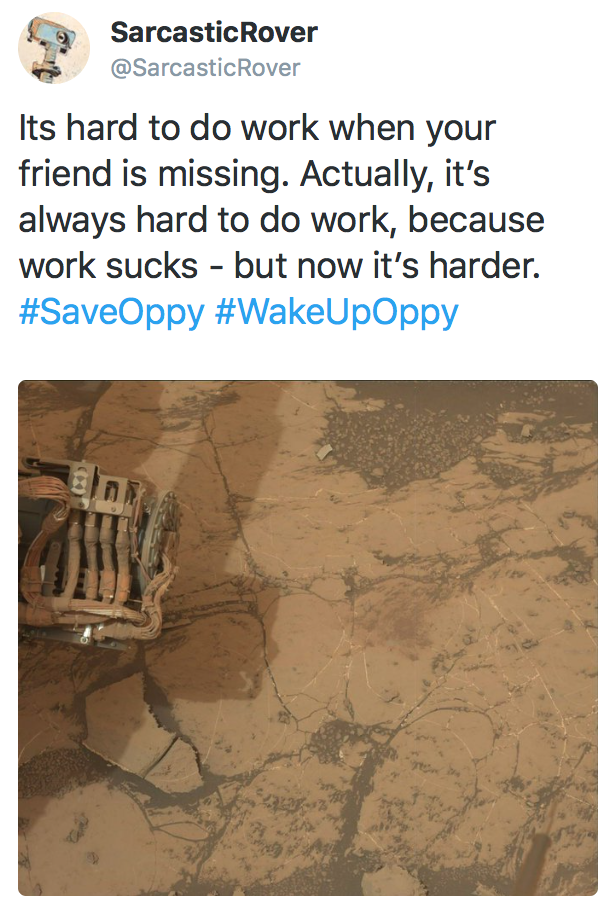 SarcasticRover
@SarcasticRover
Its hard to do work when your
friend is missing. Actually, it's
always hard to do work, because
work sucks - but now it's harder.
#SaveOppy #WakeUpOppy